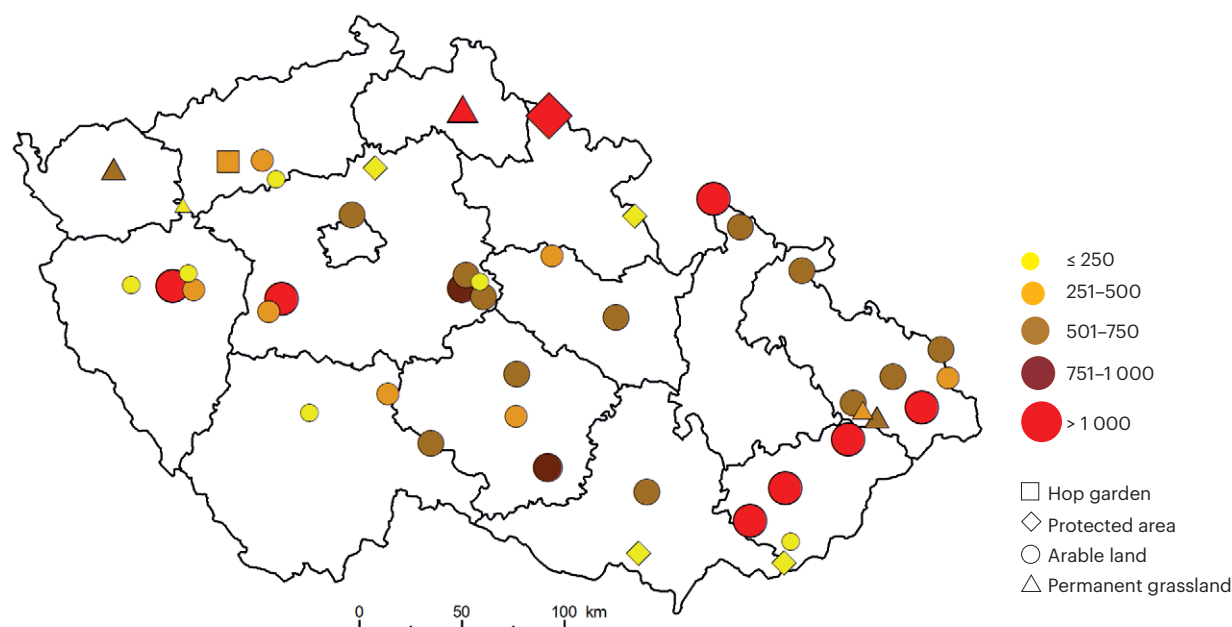 ≤ 250
251–500
501–750
751–1 000
> 1 000
Hop garden
Protected area
Arable land
Permanent grassland
0 50 100 km